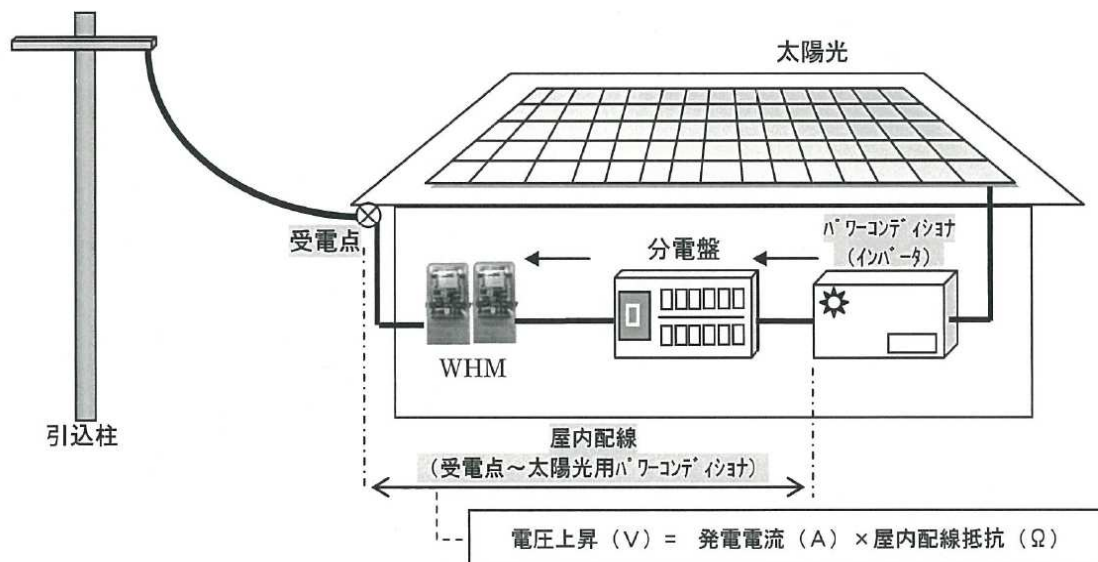 太陽光
受電点
分電盤
ﾊﾟﾜｰｺﾝﾃﾞｨｼｮﾅ
(ｲﾝﾊﾞｰﾀ)
WHM
引込柱
屋内配線
(受電点～太陽光用ﾊﾟﾜｰｺﾝﾃﾞｨｼｮﾅ)
電圧上昇(V)= 発電電流(A)×屋内配線抵抗(Ω)